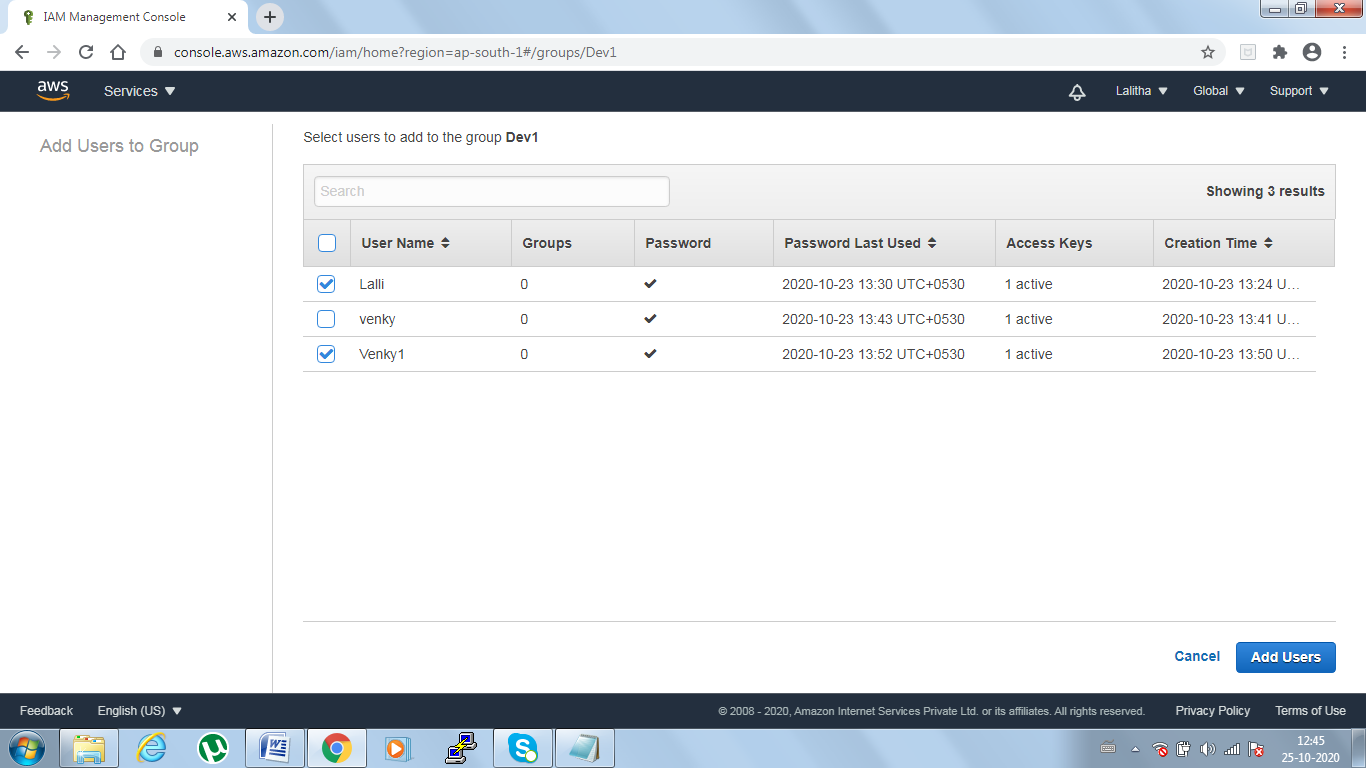 IAM Management Console
console.aws.amazon.com/iam/home?region=ap-south-1#/groups/Dev1
aws Services Lalitha Global Support
Add Users to Group
Select users to add to the group Dev1
Search Showing 3 results
User Name Groups Password Password Last Used Access Keys Creation Time
Lalli 0 2020-10-23 13:30 UTC+0530 1 active 2020-10-23 13:24 U...
venky 0 2020-10-23 13:43 UTC+0530 1 active 2020-10-23 13:41 U...
Venky1 0 2020-10-23 13:52 UTC+0530 1 active 2020-10-23 13:50 U...
Cancel Add Users
Feedback English (US) © 2008 - 2020, Amazon Internet Services Private Ltd. or its affiliates. All rights reserved. Privacy Policy Terms of Use
12:45
25-10-2020